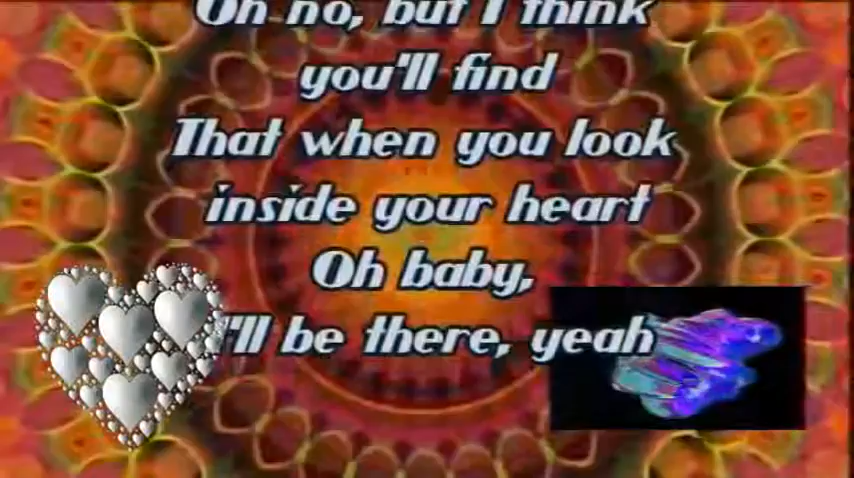 Oh no, but I think
you'll find
That when you look
inside your heart
Oh baby,
I'll be there, yeah